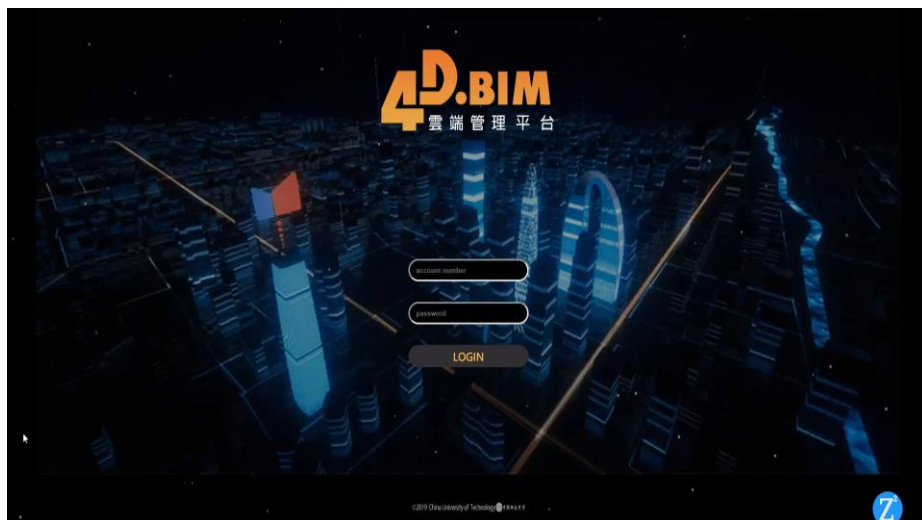 4D.BIM
雲端管理平台
account number
password
LOGIN
©2019 China University of Technology
Z